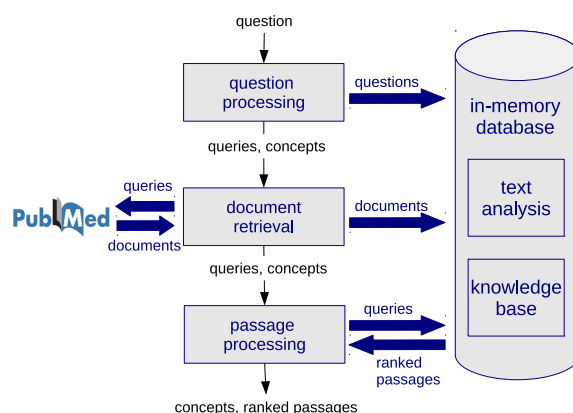 question
question
processing
questions
in-memory
database
queries, concepts
queries
PubMed
documents
document
retrieval
documents
text
analysis
queries, concepts
knowledge
base
passage
processing
queries
ranked
passages
concepts, ranked passages